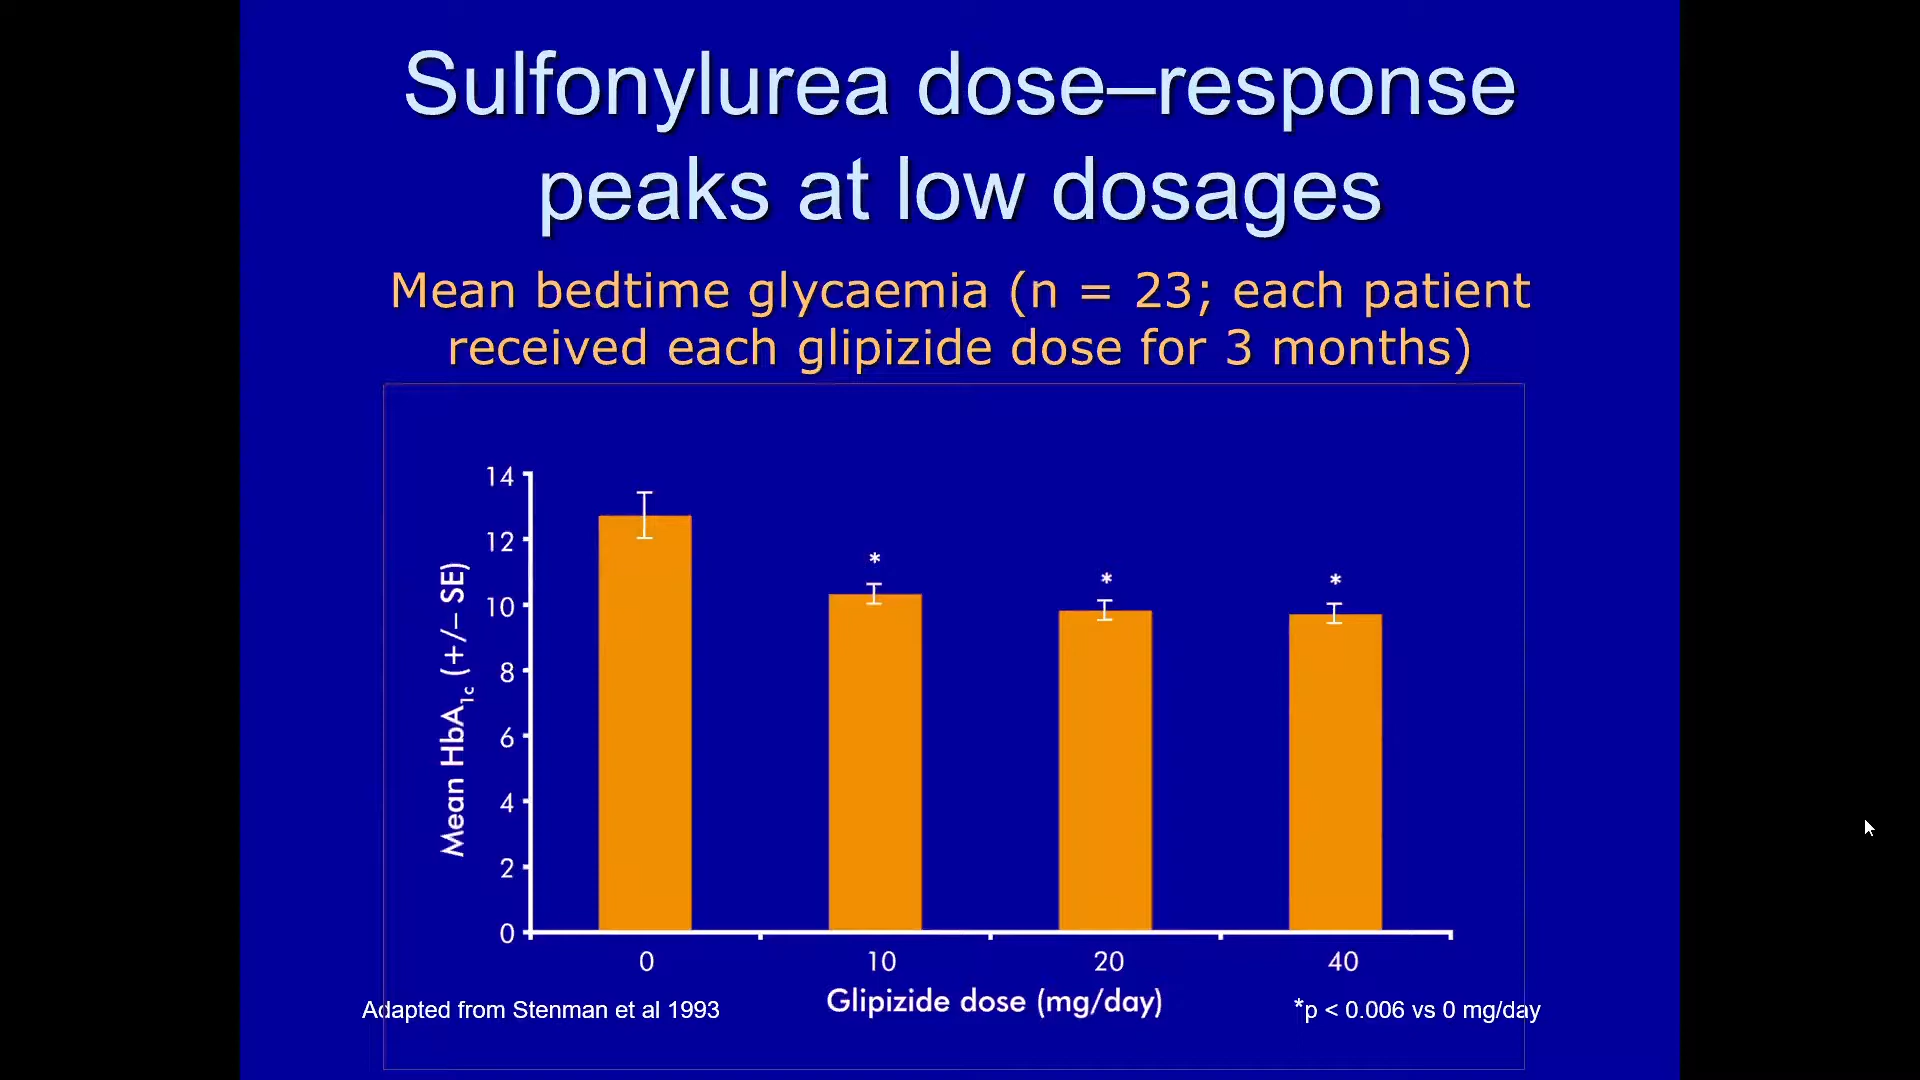 Sulfonylurea dose–response
peaks at low dosages
Mean bedtime glycaemia (n = 23; each patient
received each glipizide dose for 3 months)
Mean HbA1c (+/– SE)
14
12
10
8
6
4
2
0
*
*
*
0 10 20 40
Glipizide dose (mg/day)
Adapted from Stenman et al 1993
*p < 0.006 vs 0 mg/day